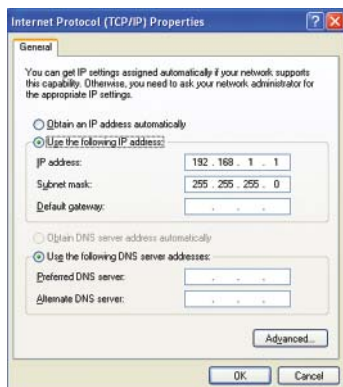 Internet Protocol (TCP/IP) Properties
General
You can get IP settings assigned automatically if your network supports
this capability. Otherwise, you need to ask your network administrator for
the appropriate IP settings.
Obtain an IP address automatically
Use the following IP address:
IP address: 192 . 168 . 1 . 1
Subnet mask: 255 . 255 . 255 . 0
Default gateway: . . .
Obtain DNS server address automatically
Use the following DNS server addresses:
Preferred DNS server: . . .
Alternate DNS server: . . .
Advanced...
OK Cancel